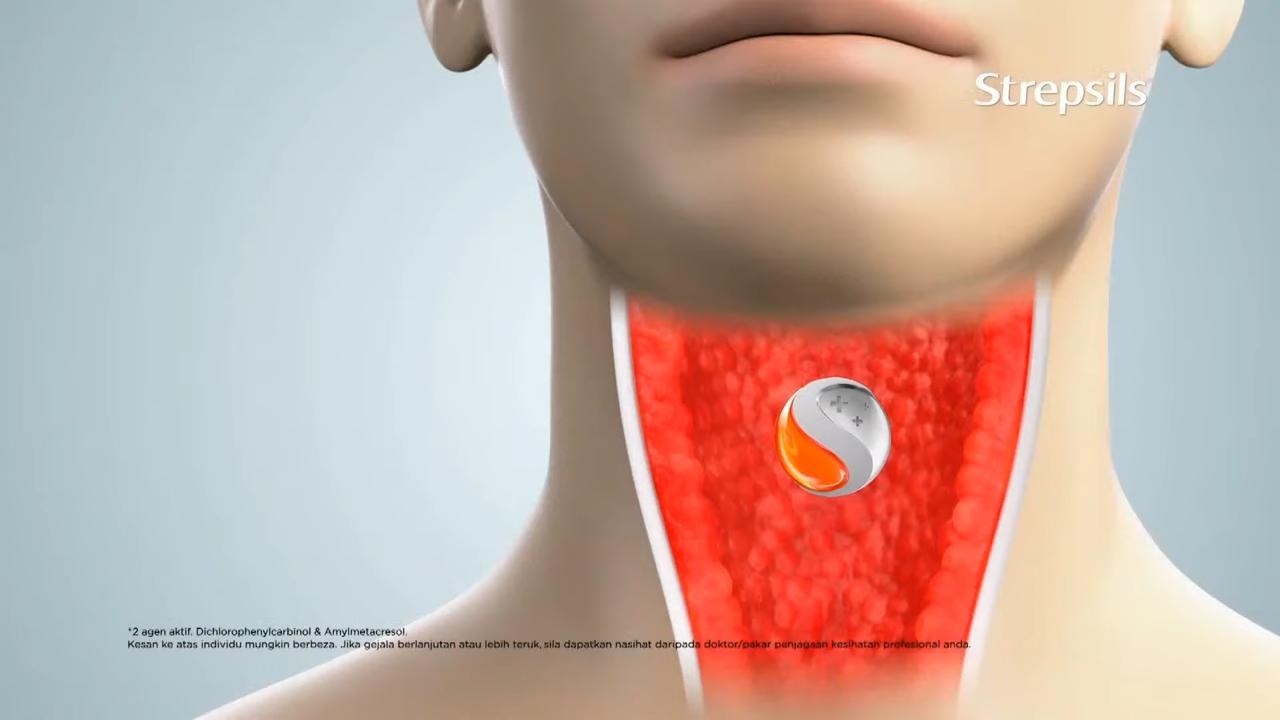 Strepsils
*2 agen aktif. Dichlorophenylcarbinol & Amylmetacresol.
Kesan ke atas individu mungkin berbeza. Jika gejala berlanjutan atau lebih teruk, sila dapatkan nasihat daripada doktor/pakar penjagaan kesihatan profesional anda.